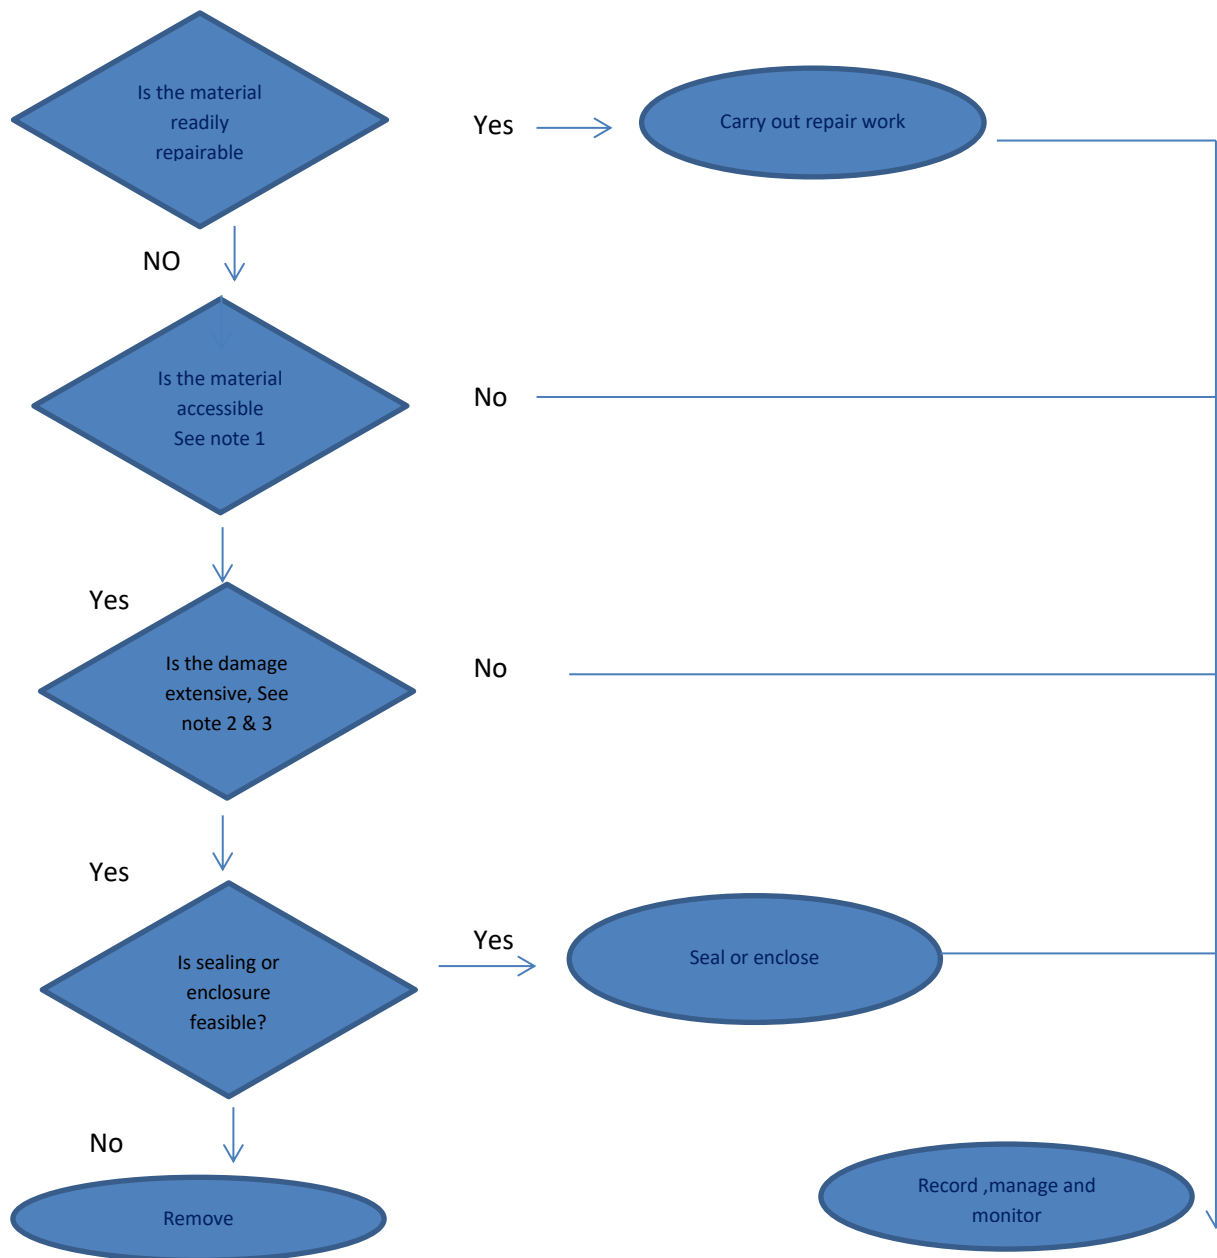 Is the material
readily
repairable
Yes
Carry out repair work
NO
Is the material
accessible
See note 1
No
Yes
Is the damage
extensive, See
note 2 & 3
No
Yes
Is sealing or
enclosure
feasible?
Yes
Seal or enclose
No
Remove
Record ,manage and
monitor